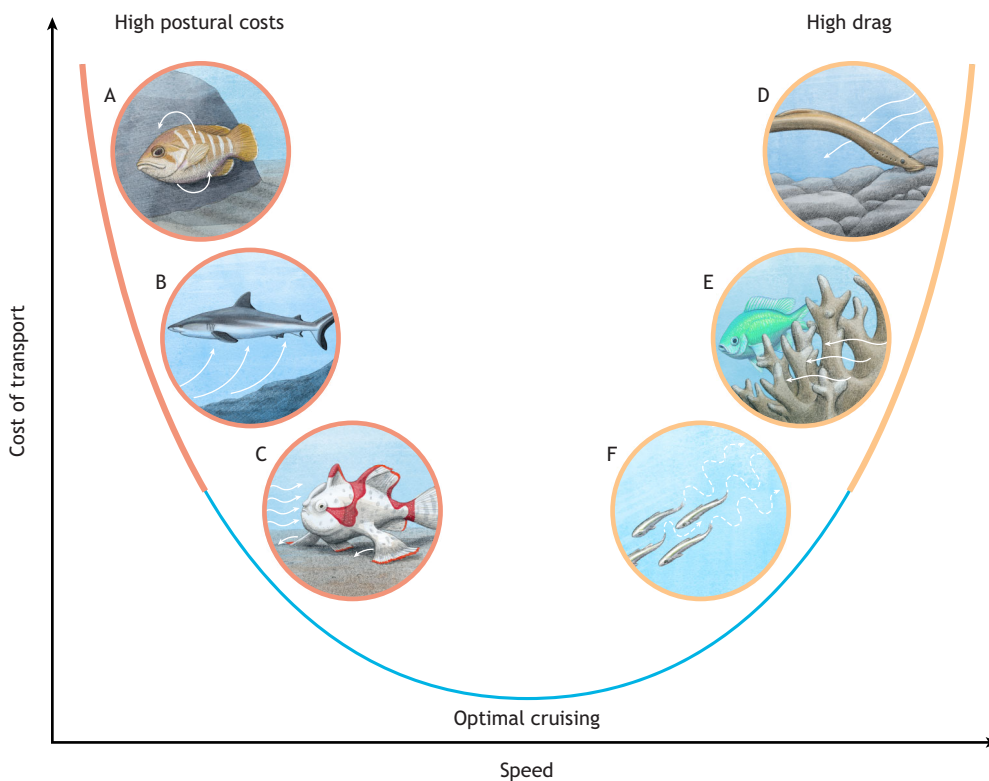 High postural costs
High drag
A
D
B
E
C
F
Cost of transport
Optimal cruising
Speed